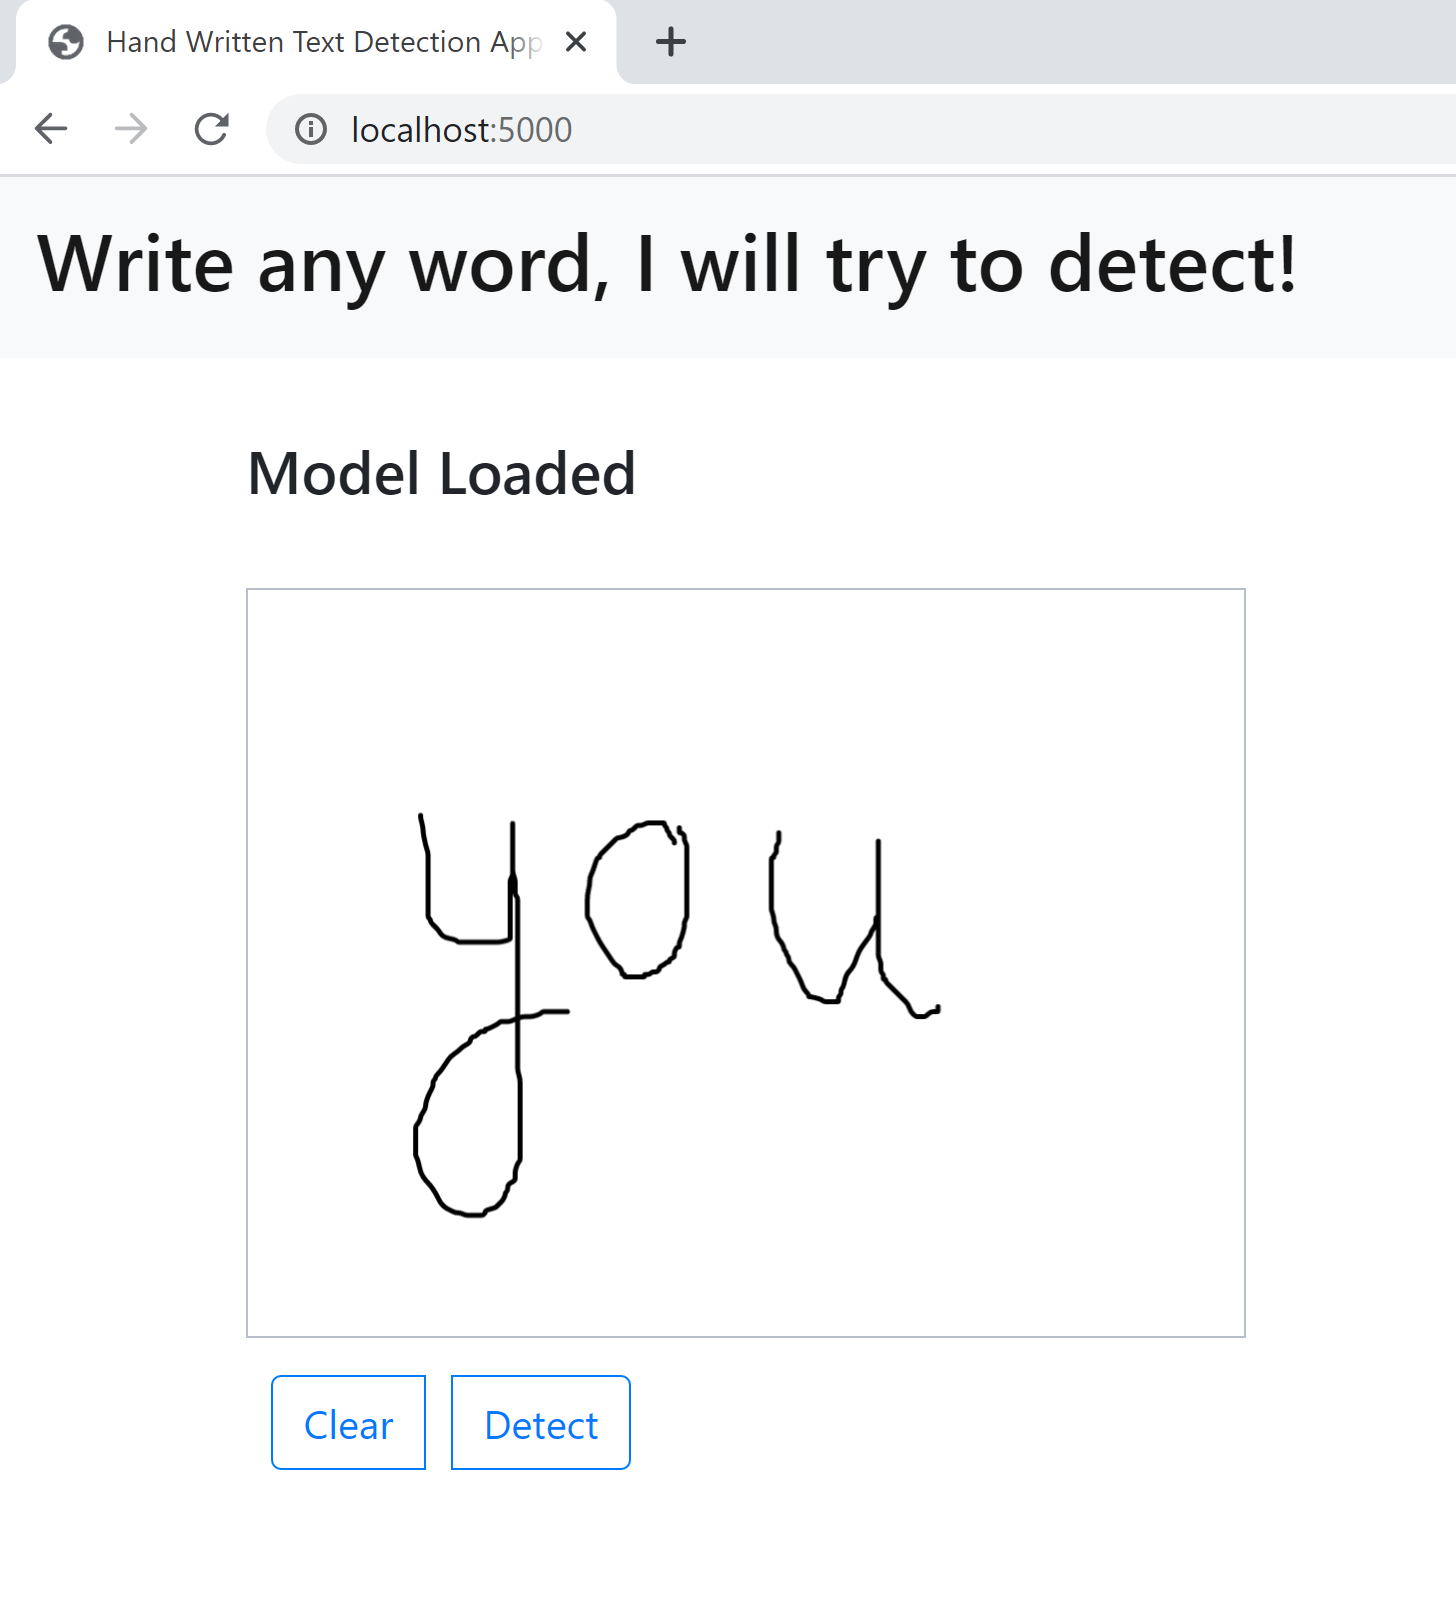 Hand Written Text Detection App
localhost:5000
Write any word, I will try to detect!
Model Loaded
you
Clear Detect